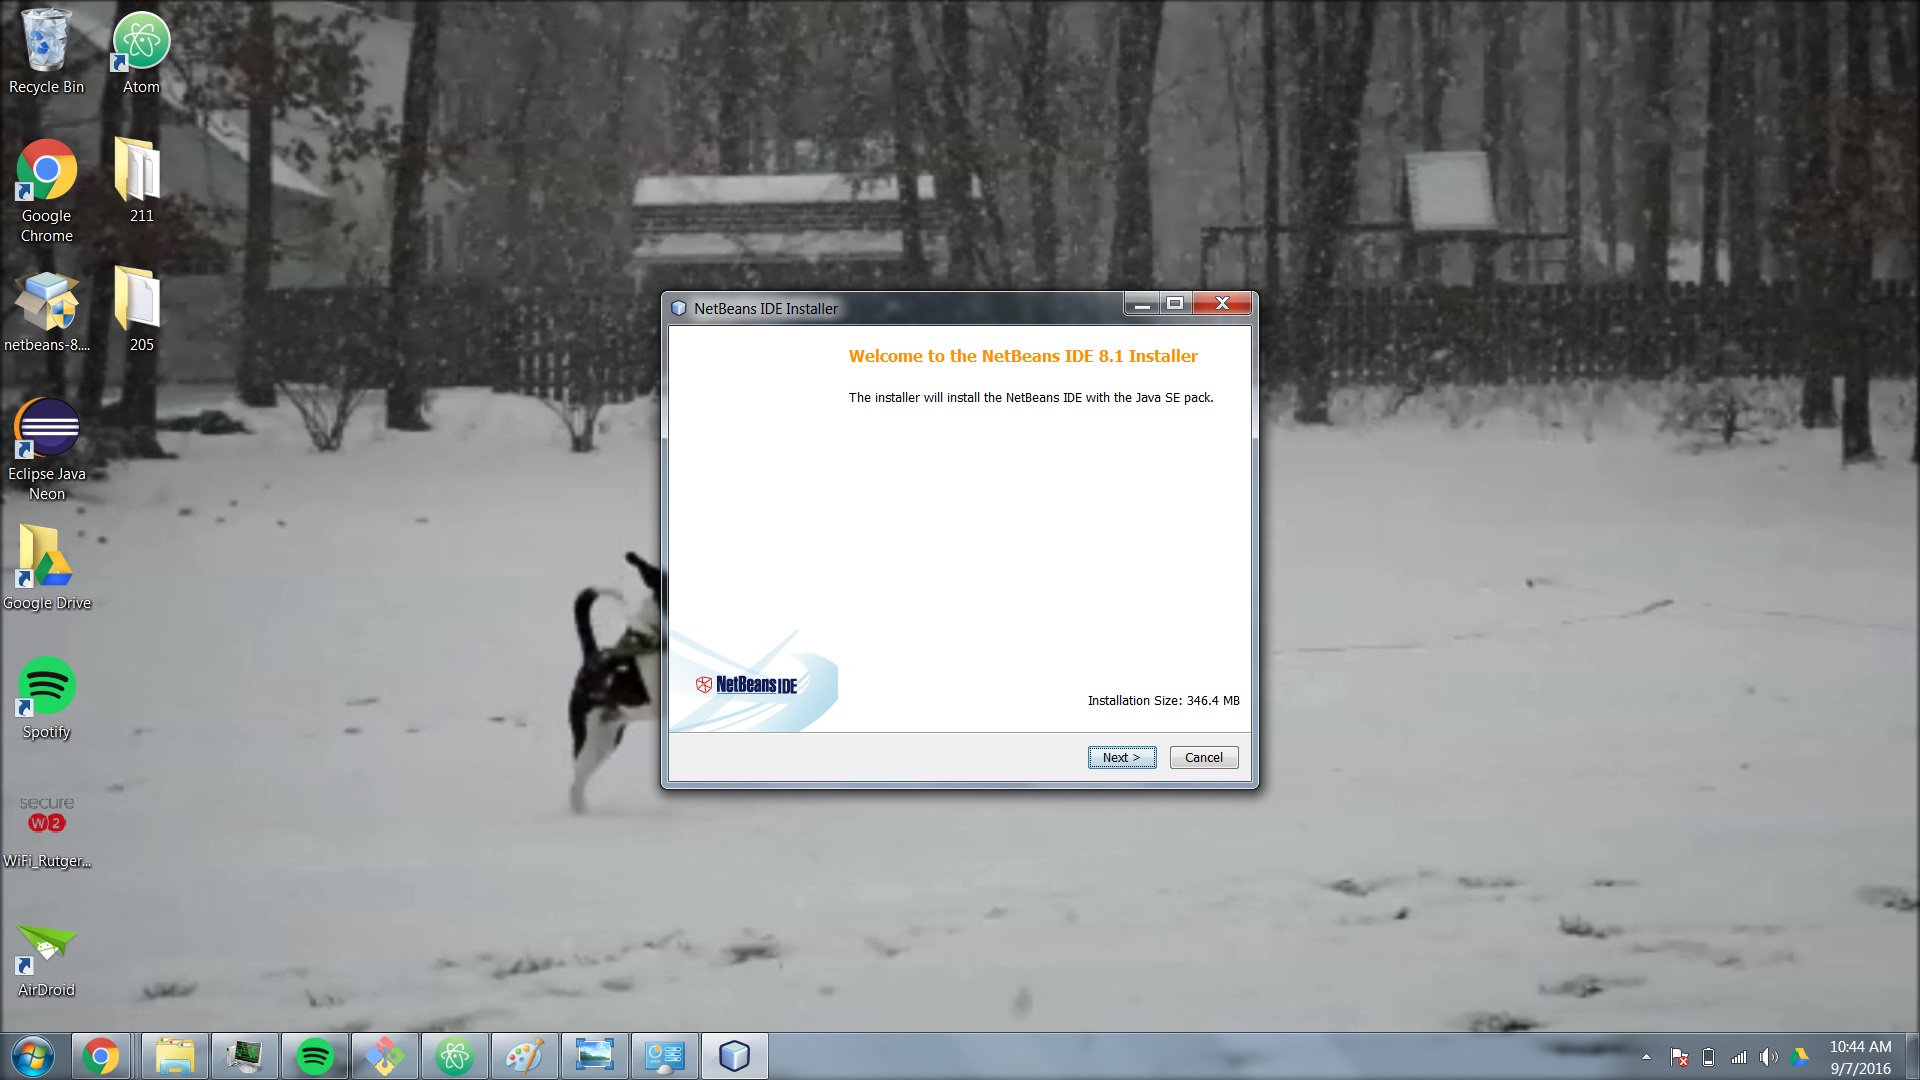 Recycle Bin
Atom
Google
Chrome
211
netbeans-8....
205
Eclipse Java
Neon
Google Drive
Spotify
secure
W2
WiFi_Rutger...
AirDroid
NetBeans IDE Installer
Welcome to the NetBeans IDE 8.1 Installer
The installer will install the NetBeans IDE with the Java SE pack.
NetBeans IDE
Installation Size: 346.4 MB
Next >
Cancel
10:44 AM
9/7/2016